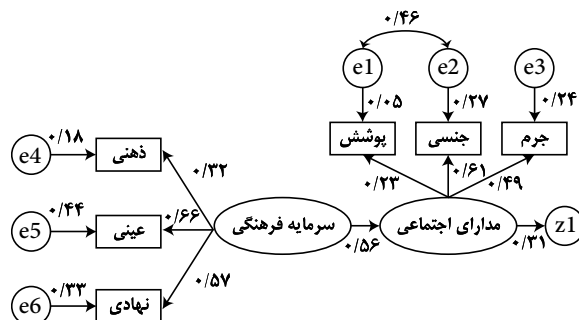 ۰/۴۶
e1 e2 e3
۰/۰۵ ۰/۲۷ ۰/۲۴
پوشش جنسی جرم
e4 ۰/۱۸ ذهنی
۰/۳۲
۰/۲۳ ۰/۶۱ ۰/۴۹
e5 ۰/۴۴ عینی ۰/۶۶ سرمایه فرهنگی ۰/۵۶ مدارای اجتماعی ۰/۳۱ z1
۰/۵۷
e6 ۰/۳۳ نهادی